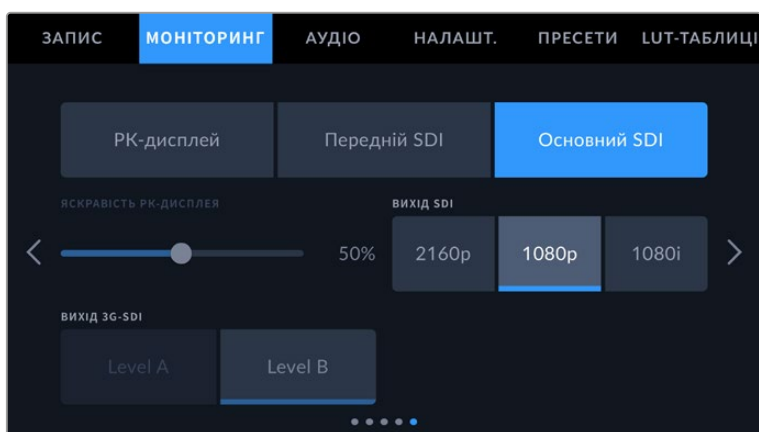 ЗАПИС МОНІТОРИНГ АУДІО НАЛАШТ. ПРЕСЕТИ LUT-ТАБЛИЦІ
РК-дисплей Передній SDI Основний SDI
ЯСКРАВІСТЬ РК-ДИСПЛЕЯ ВИХІД SDI
50% 2160p 1080p 1080i
ВИХІД 3G-SDI
Level A Level B